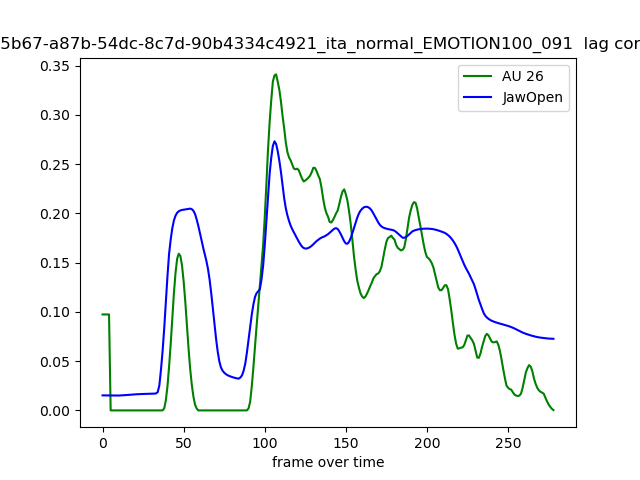 5b67-a87b-54dc-8c7d-90b4334c4921_ita_normal_EMOTION100_091  lag cor
AU 26
JawOpen
0.35
0.30
0.25
0.20
0.15
0.10
0.05
0.00
0 50 100 150 200 250
frame over time